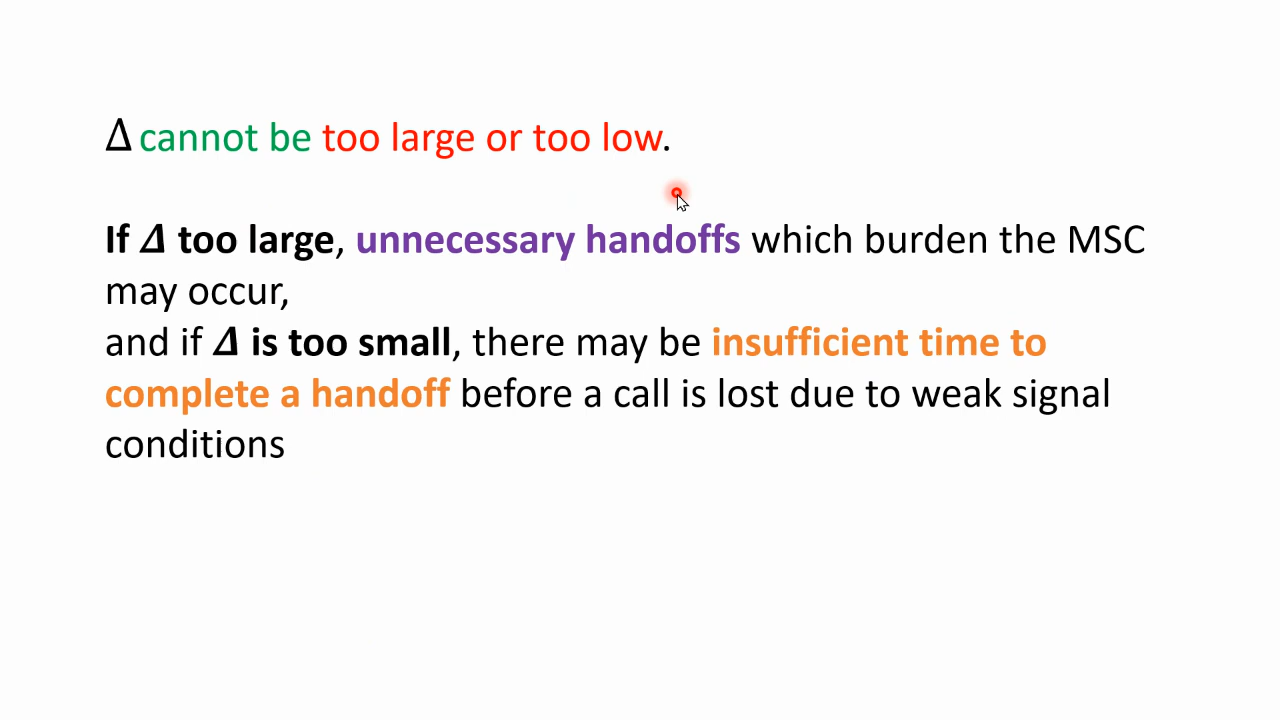 Δ cannot be too large or too low.
If Δ too large, unnecessary handoffs which burden the MSC
may occur,
and if Δ is too small, there may be insufficient time to
complete a handoff before a call is lost due to weak signal
conditions